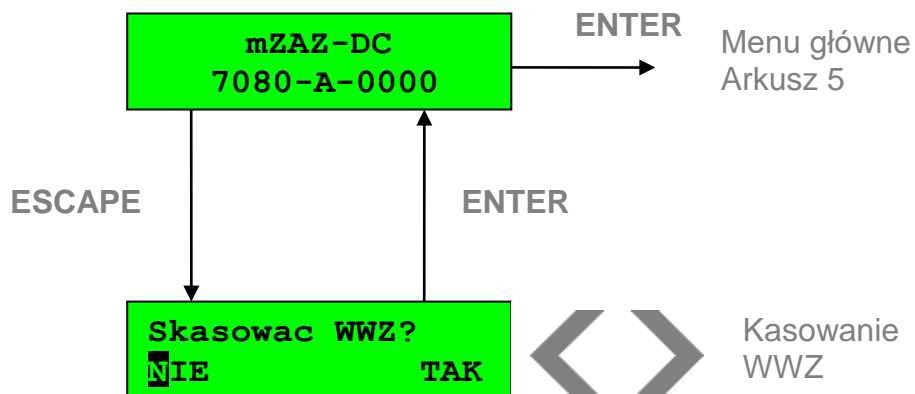 mZAZ-DC
7080-A-0000
ENTER
Menu główne
Arkusz 5
ESCAPE
ENTER
Skasowac WWZ?
NIE TAK
Kasowanie
WWZ